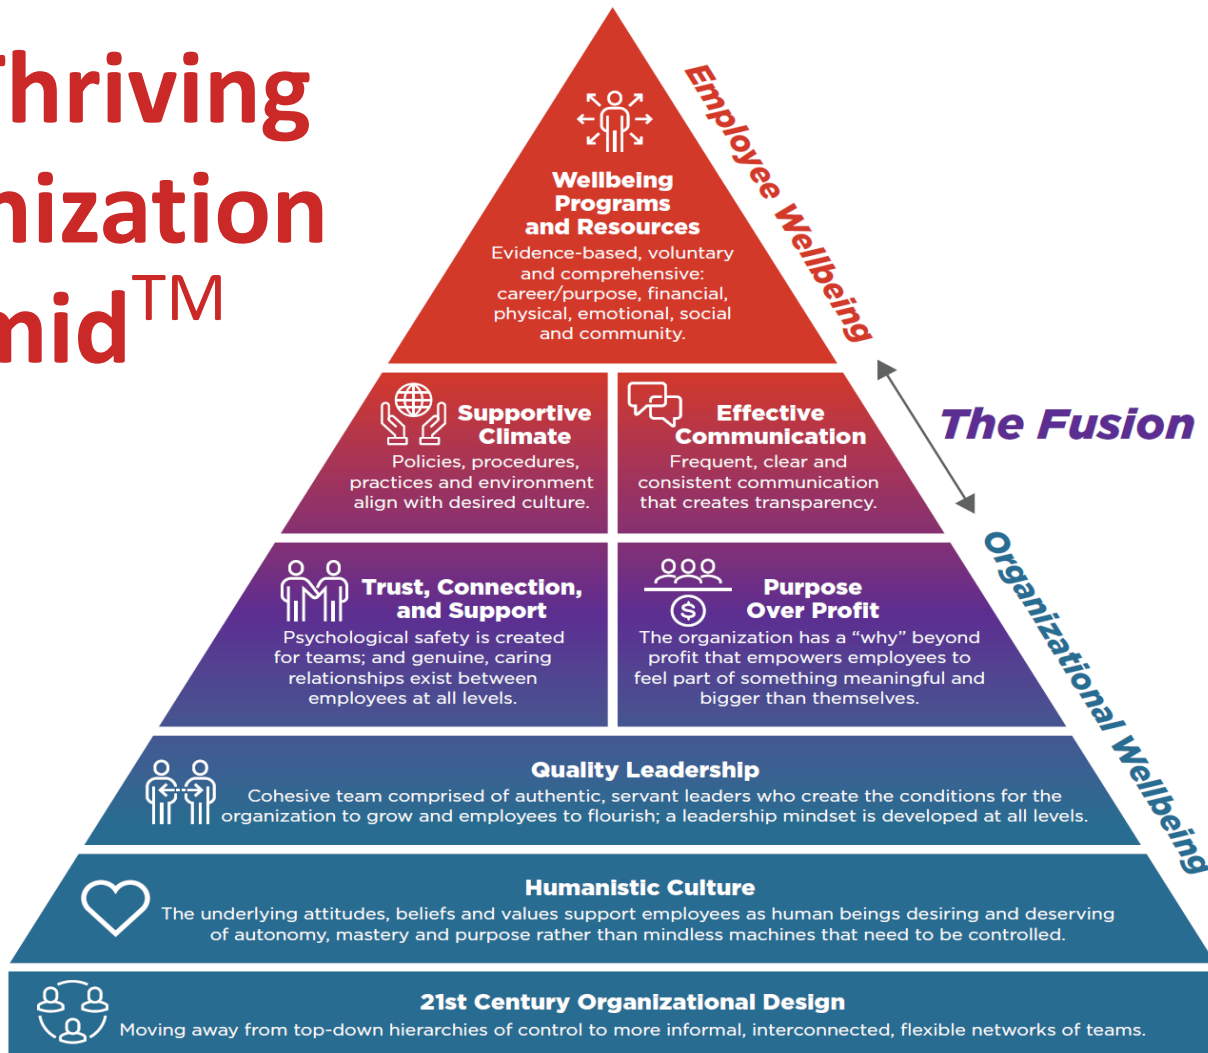 Thriving
nization
mid™
Employee Wellbeing
Wellbeing
Programs
and Resources
Evidence-based, voluntary
and comprehensive:
career/purpose, financial,
physical, emotional, social
and community.
The Fusion
Supportive
Climate
Policies, procedures,
practices and environment
align with desired culture.
Effective
Communication
Frequent, clear and
consistent communication
that creates transparency.
Organizational Wellbeing
Trust, Connection,
and Support
Psychological safety is created
for teams; and genuine, caring
relationships exist between
employees at all levels.
Purpose
Over Profit
$
The organization has a “why” beyond
profit that empowers employees to
feel part of something meaningful and
bigger than themselves.
Quality Leadership
Cohesive team comprised of authentic, servant leaders who create the conditions for the
organization to grow and employees to flourish; a leadership mindset is developed at all levels.
Humanistic Culture
The underlying attitudes, beliefs and values support employees as human beings desiring and deserving
of autonomy, mastery and purpose rather than mindless machines that need to be controlled.
21st Century Organizational Design
Moving away from top-down hierarchies of control to more informal, interconnected, flexible networks of teams.